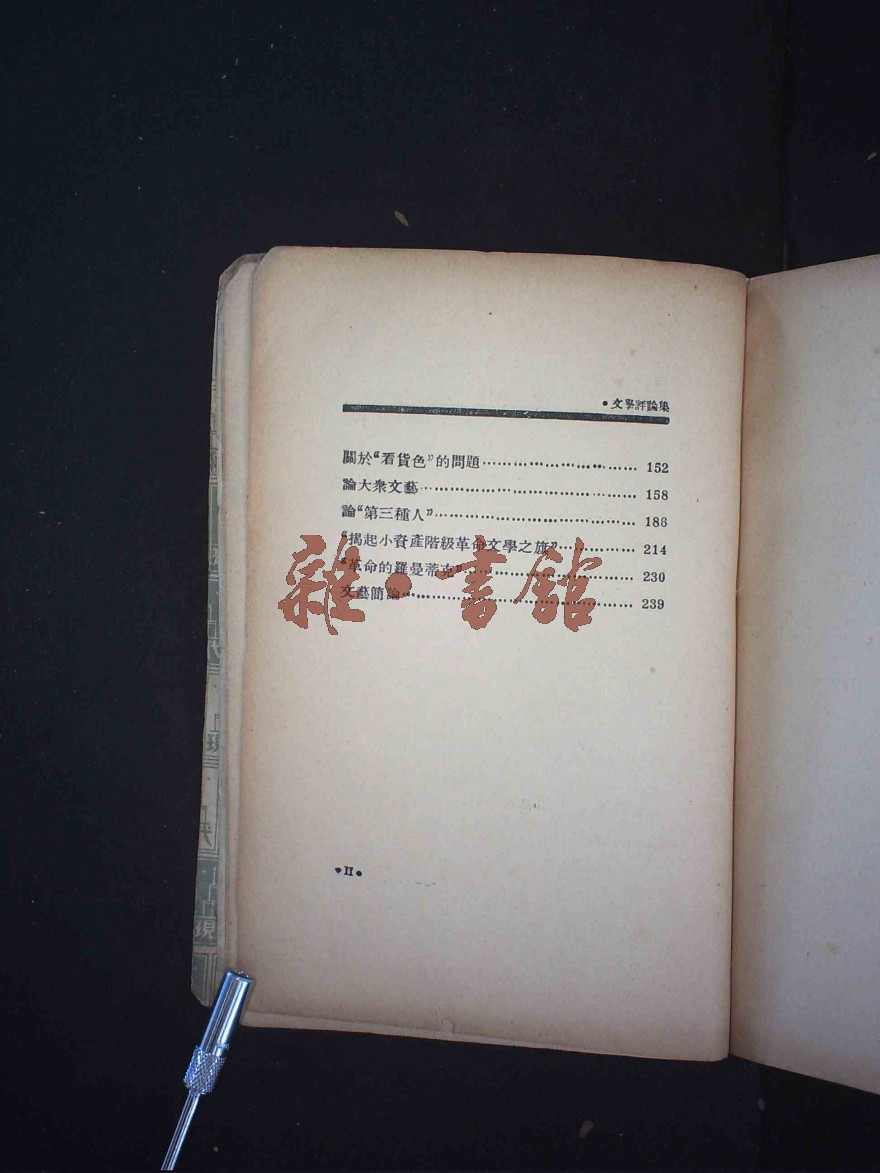 • 文學評論集
關於“看貨色”的問題 152
論大衆文藝 158
論“第三種人” 186
“揭起小資產階級革命文學之旗” 214
“革命的羅曼蒂克” 230
文藝簡論 239
雜·書館
• II •
現
現